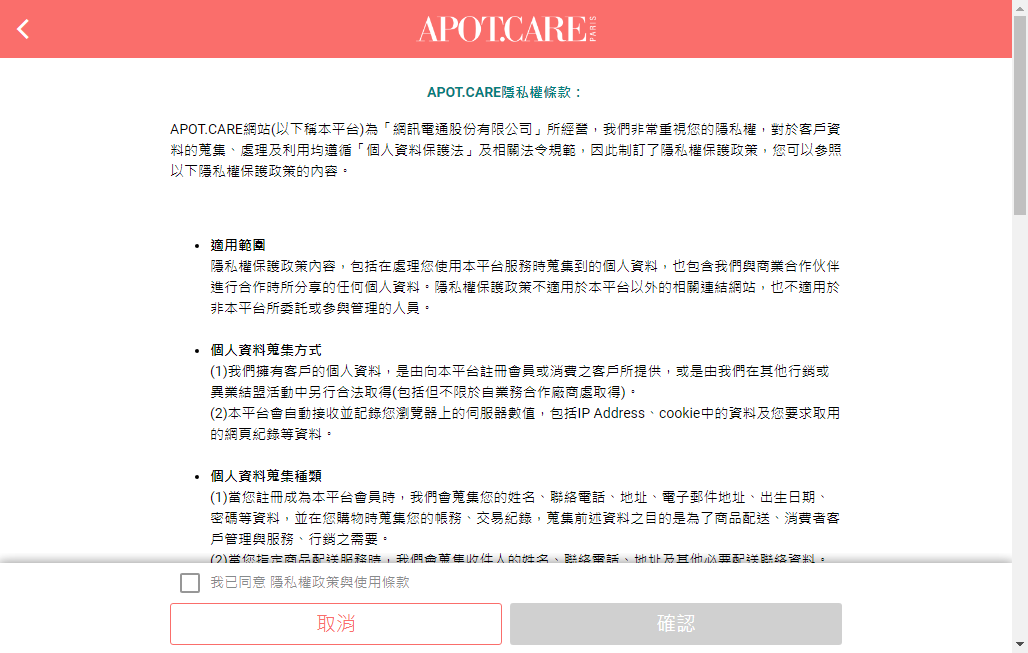 APOT.CARE PARIS
APOT.CARE隱私權條款：
APOT.CARE網站(以下稱本平台)為「網訊電通股份有限公司」所經營，我們非常重視您的隱私權，對於客戶資
料的蒐集、處理及利用均遵循「個人資料保護法」及相關法令規範，因此制訂了隱私權保護政策，您可以參照
以下隱私權保護政策的內容。
• 適用範圍
隱私權保護政策內容，包括在處理您使用本平台服務時蒐集到的個人資料，也包含我們與商業合作伙伴
進行合作時所分享的任何個人資料。隱私權保護政策不適用於本平台以外的相關連結網站，也不適用於
非本平台所委託或參與管理的人員。
• 個人資料蒐集方式
(1)我們擁有客戶的個人資料，是由向本平台註冊會員或消費之客戶所提供，或是由我們在其他行銷或
異業結盟活動中另行合法取得(包括但不限於自業務合作廠商處取得)。
(2)本平台會自動接收並記錄您瀏覽器上的伺服器數值，包括IP Address、cookie中的資料及您要求取用
的網頁紀錄等資料。
• 個人資料蒐集種類
(1)當您註冊成為本平台會員時，我們會蒐集您的姓名、聯絡電話、地址、電子郵件地址、出生日期、
密碼等資料，並在您購物時蒐集您的帳務、交易紀錄，蒐集前述資料之目的是為了商品配送、消費者客
戶管理與服務、行銷之需要。
(2)當您指定商品配送服務時，我們會蒐集收件人的姓名、聯絡電話、地址及其他必要配送聯絡資料。
我已同意 隱私權政策與使用條款
取消
確認